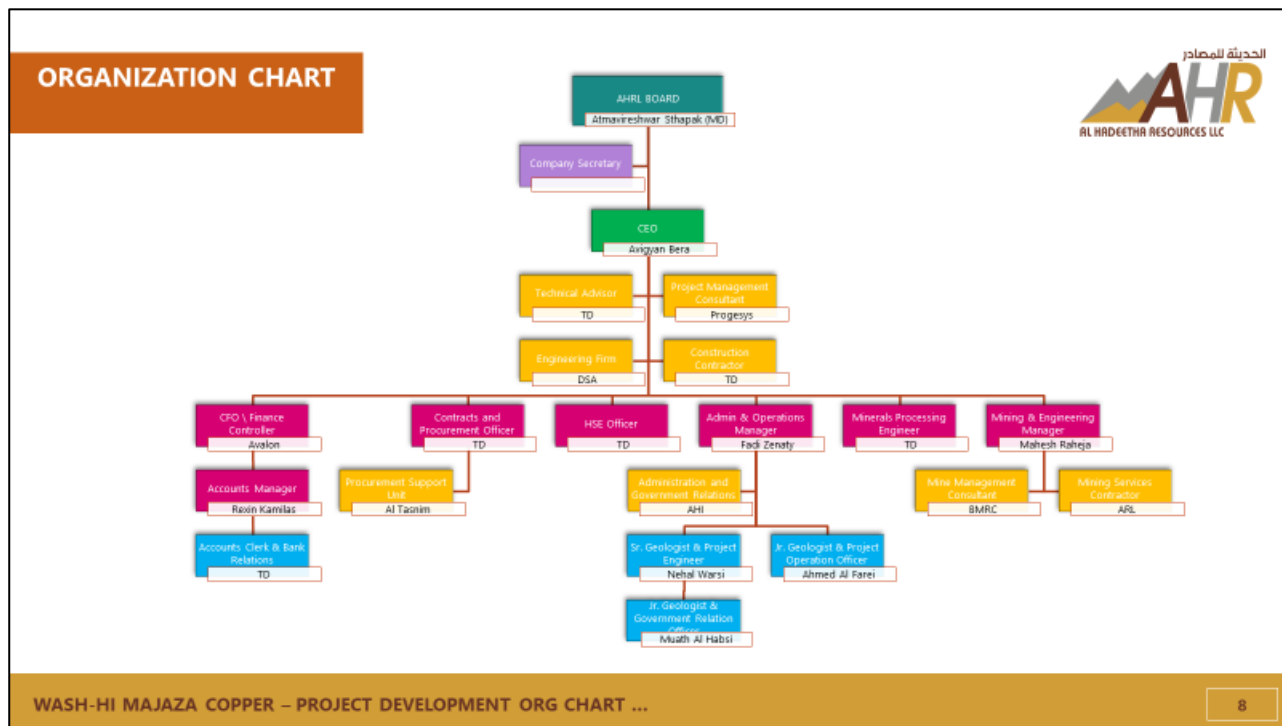 ORGANIZATION CHART
الحديثة للمصادر
AHR
AL HADEETHA RESOURCES LLC
AHRL BOARD
Atmavireshwar Sthapak (MD)
Company Secretary
CEO
Avigyan Bera
Technical Advisor
TD
Project Management
Consultant
Progesys
Engineering Firm
DSA
Construction
Contractor
TD
CFO \ Finance
Controller
Avalon
Contracts and
Procurement Officer
TD
HSE Officer
TD
Admin & Operations
Manager
Fadi Zenaty
Minerals Processing
Engineer
TD
Mining & Engineering
Manager
Mahesh Raheja
Accounts Manager
Rexin Kamilas
Procurement Support
Unit
Al Tasnim
Administration and
Government Relations
AHI
Mine Management
Consultant
BMRC
Mining Services
Contractor
ARL
Accounts Clerk & Bank
Relations
TD
Sr. Geologist & Project
Engineer
Nehal Warsi
Jr. Geologist & Project
Operation Officer
Ahmed Al Farei
Jr. Geologist &
Government Relation
Officer
Muath Al Habsi
WASH-HI MAJAZA COPPER – PROJECT DEVELOPMENT ORG CHART ...
8